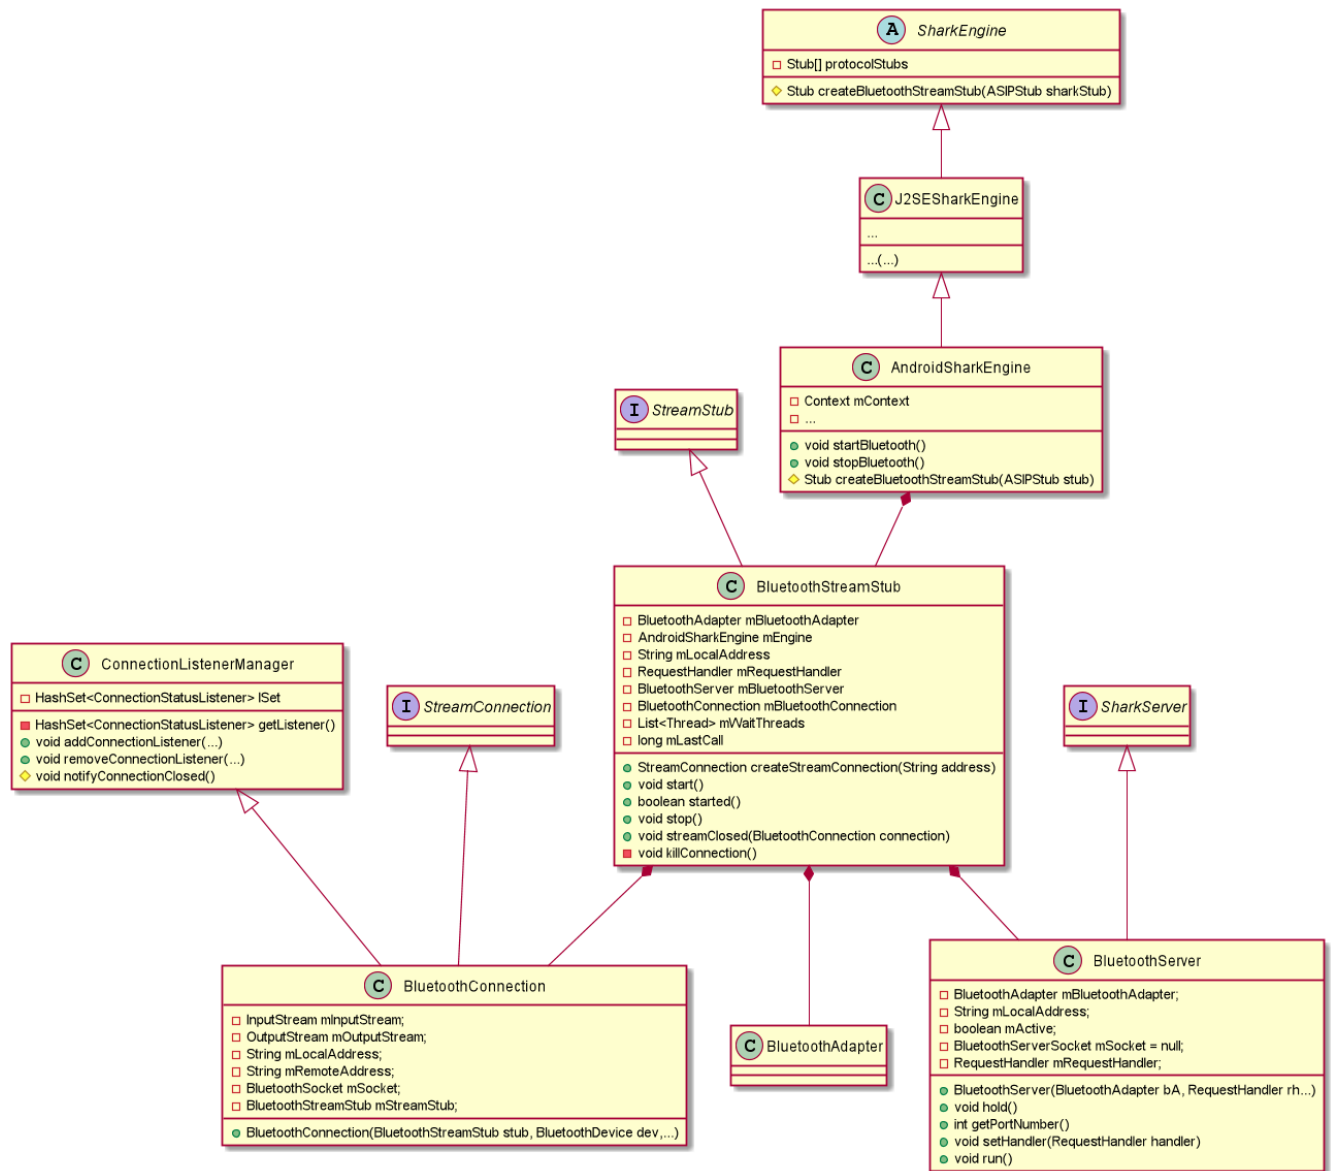 A SharkEngine
Stub[] protocolStubs
Stub createBluetoothStreamStub(ASIPStub sharkStub)
C J2SESharkEngine
...
...(...)
C AndroidSharkEngine
Context mContext
...
void startBluetooth()
void stopBluetooth()
Stub createBluetoothStreamStub(ASIPStub stub)
I StreamStub
C BluetoothStreamStub
BluetoothAdapter mBluetoothAdapter
AndroidSharkEngine mEngine
String mLocalAddress
RequestHandler mRequestHandler
BluetoothServer mBluetoothServer
BluetoothConnection mBluetoothConnection
List<Thread> mWaitThreads
long mLastCall
StreamConnection createStreamConnection(String address)
void start()
boolean started()
void stop()
void streamClosed(BluetoothConnection connection)
void killConnection()
C ConnectionListenerManager
HashSet<ConnectionStatusListener> lSet
HashSet<ConnectionStatusListener> getListener()
void addConnectionListener(...)
void removeConnectionListener(...)
void notifyConnectionClosed()
I StreamConnection
I SharkServer
C BluetoothConnection
InputStream mInputStream;
OutputStream mOutputStream;
String mLocalAddress;
String mRemoteAddress;
BluetoothSocket mSocket;
BluetoothStreamStub mStreamStub;
BluetoothConnection(BluetoothStreamStub stub, BluetoothDevice dev,...)
C BluetoothAdapter
C BluetoothServer
BluetoothAdapter mBluetoothAdapter;
String mLocalAddress;
boolean mActive;
BluetoothServerSocket mSocket = null;
RequestHandler mRequestHandler;
BluetoothServer(BluetoothAdapter bA, RequestHandler rh...)
void hold()
int getPortNumber()
void setHandler(RequestHandler handler)
void run()